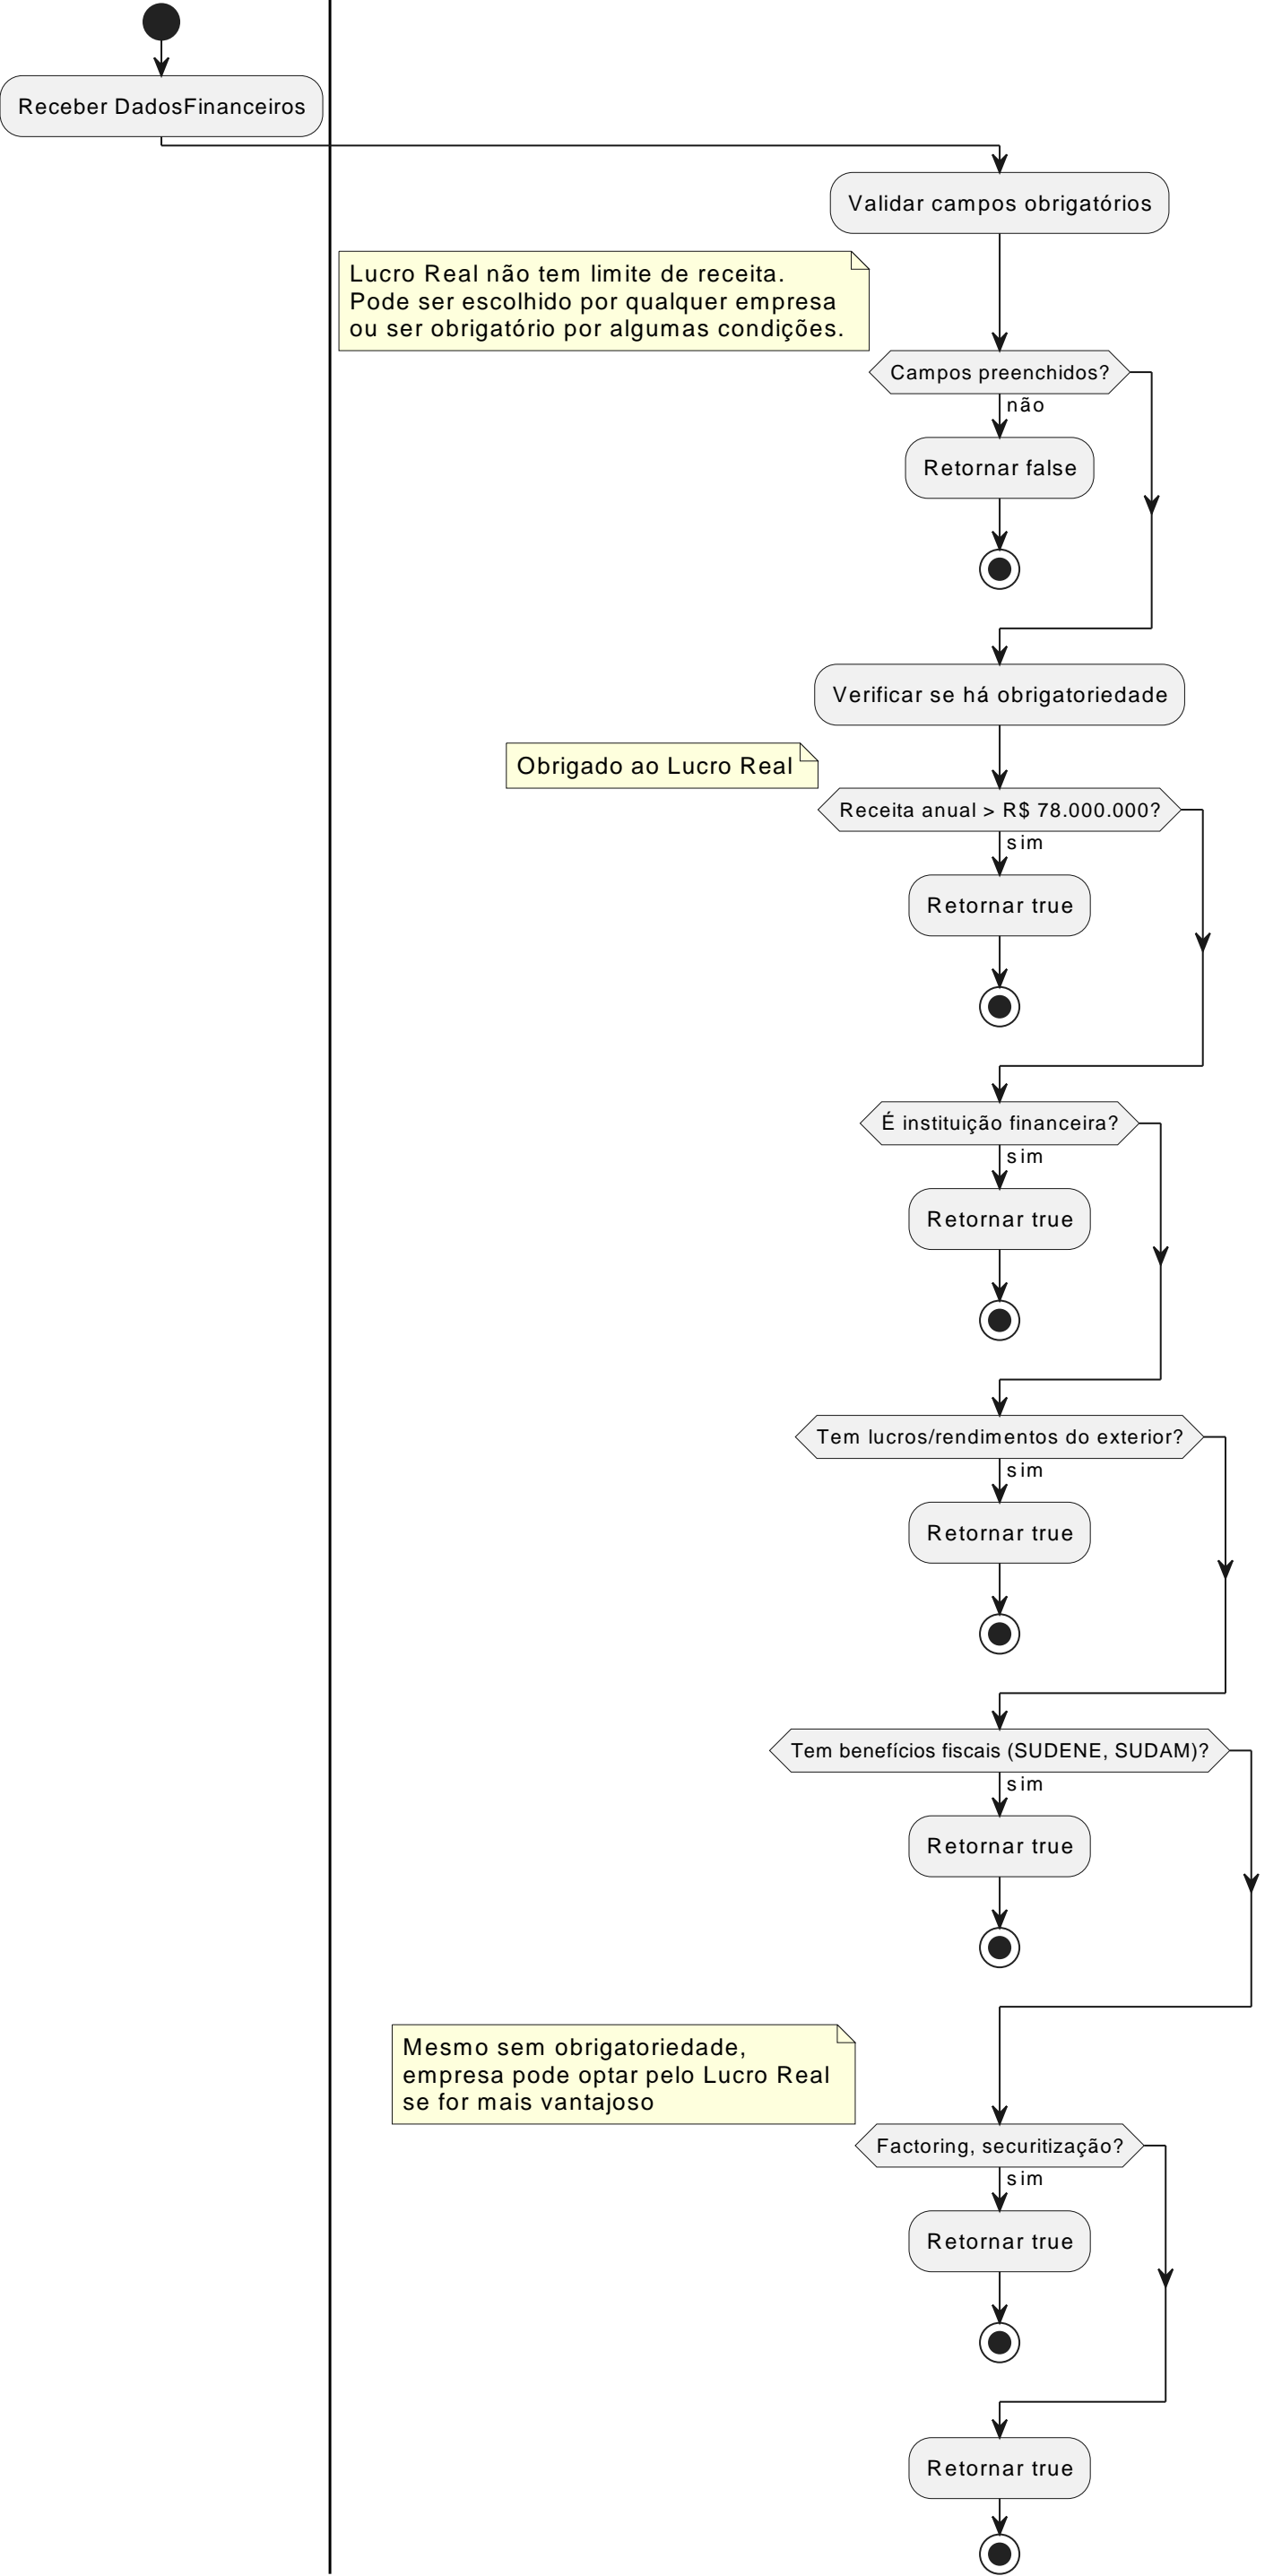 Receber DadosFinanceiros
Validar campos obrigatórios
Lucro Real não tem limite de receita.
Pode ser escolhido por qualquer empresa
ou ser obrigatório por algumas condições.
Campos preenchidos?
não
Retornar false
Verificar se há obrigatoriedade
Obrigado ao Lucro Real
Receita anual > R$ 78.000.000?
sim
Retornar true
É instituição financeira?
sim
Retornar true
Tem lucros/rendimentos do exterior?
sim
Retornar true
Tem benefícios fiscais (SUDENE, SUDAM)?
sim
Retornar true
Mesmo sem obrigatoriedade,
empresa pode optar pelo Lucro Real
se for mais vantajoso
Factoring, securitização?
sim
Retornar true
Retornar true